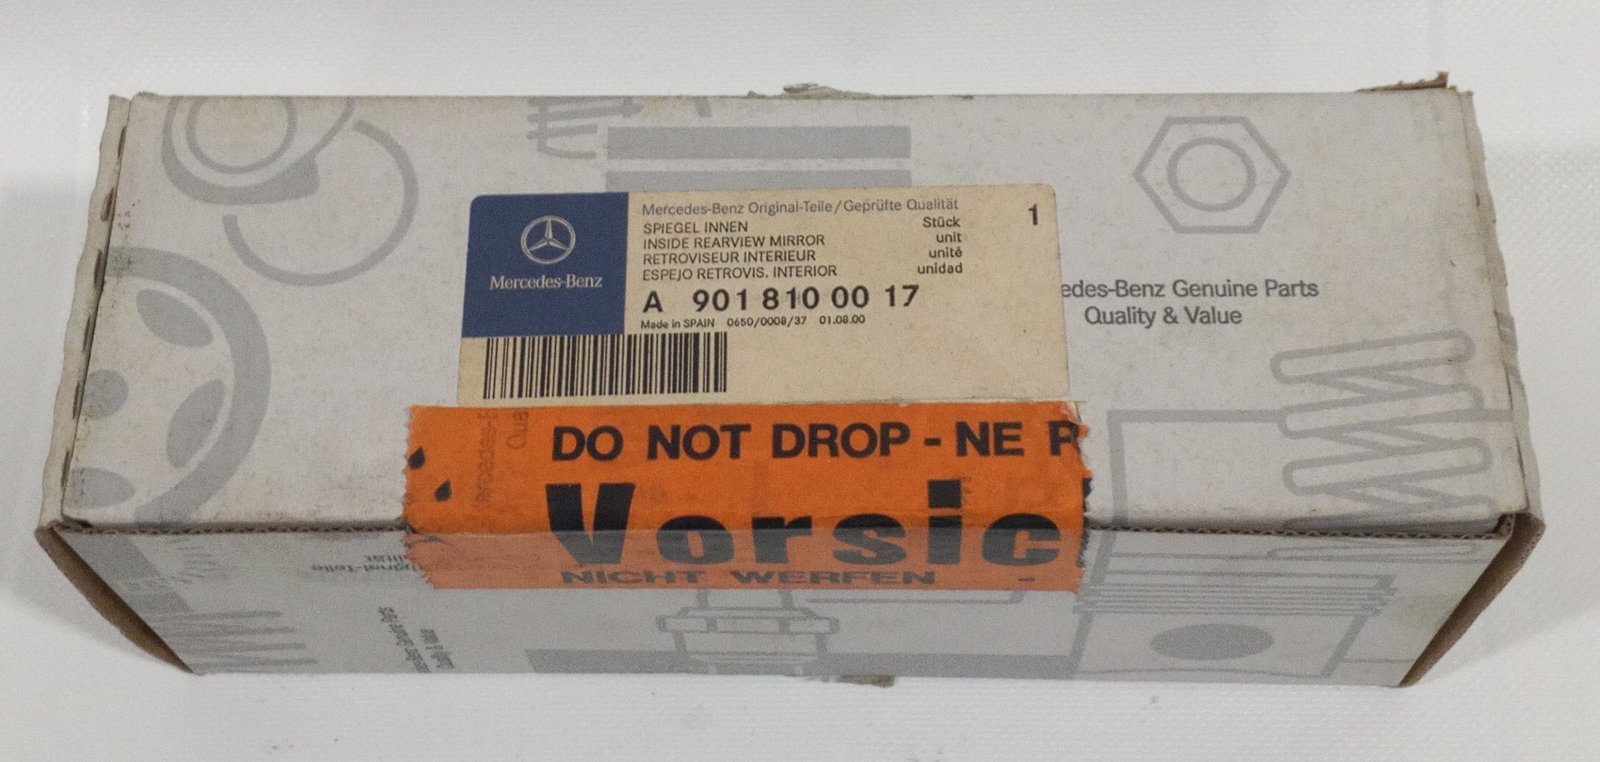 Mercedes-Benz
Mercedes-Benz Original-Teile/Geprüfte Qualität
SPIEGEL INNEN
INSIDE REARVIEW MIRROR
RETROVISEUR INTERIEUR
ESPEJO RETROVIS. INTERIOR
Stück
unit
unité
unidad
1
A 901 810 00 17
Made in SPAIN 0650/0008/37 01.08.00
edes-Benz Genuine Parts
Quality & Value
DO NOT DROP - NE
Vorsic
NICHT WERFEN -